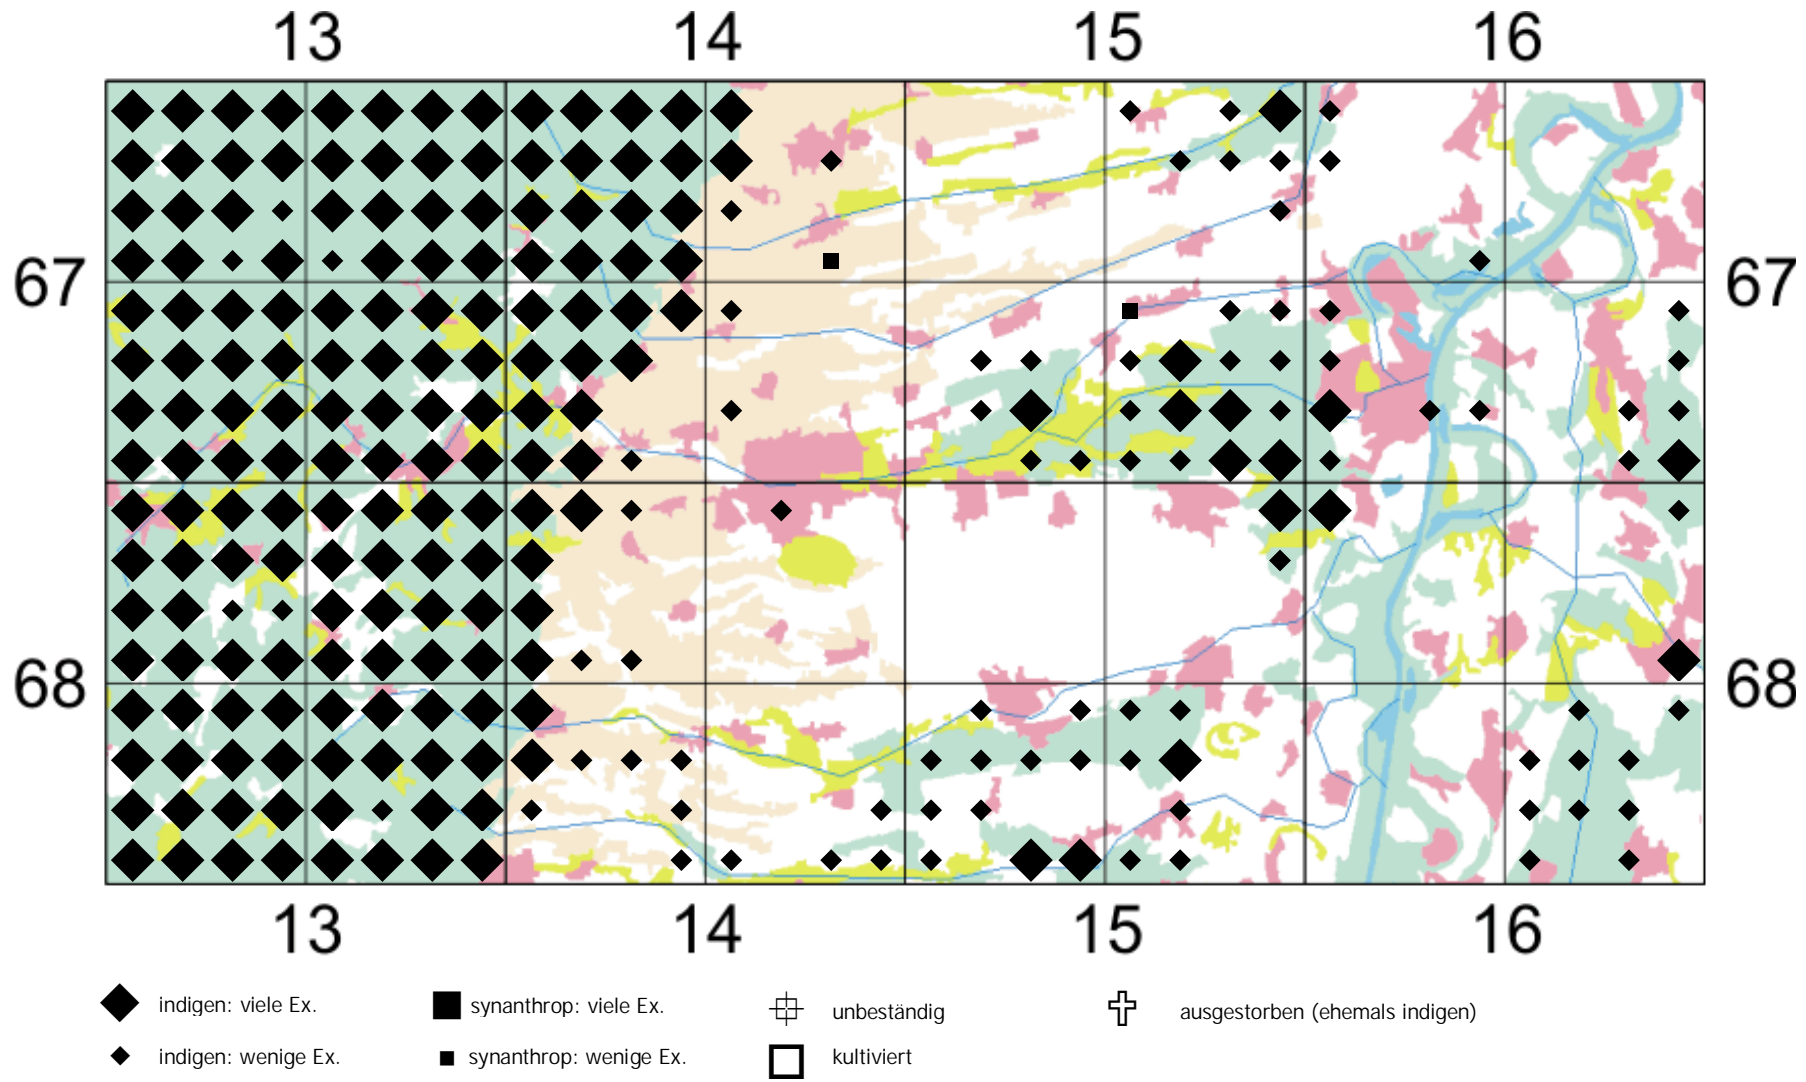 13 14 15 16
67 67
68 68
13 14 15 16
indigen: viele Ex. synanthrop: viele Ex. unbeständig ausgestorben (ehemals indigen)
indigen: wenige Ex. synanthrop: wenige Ex. kultiviert